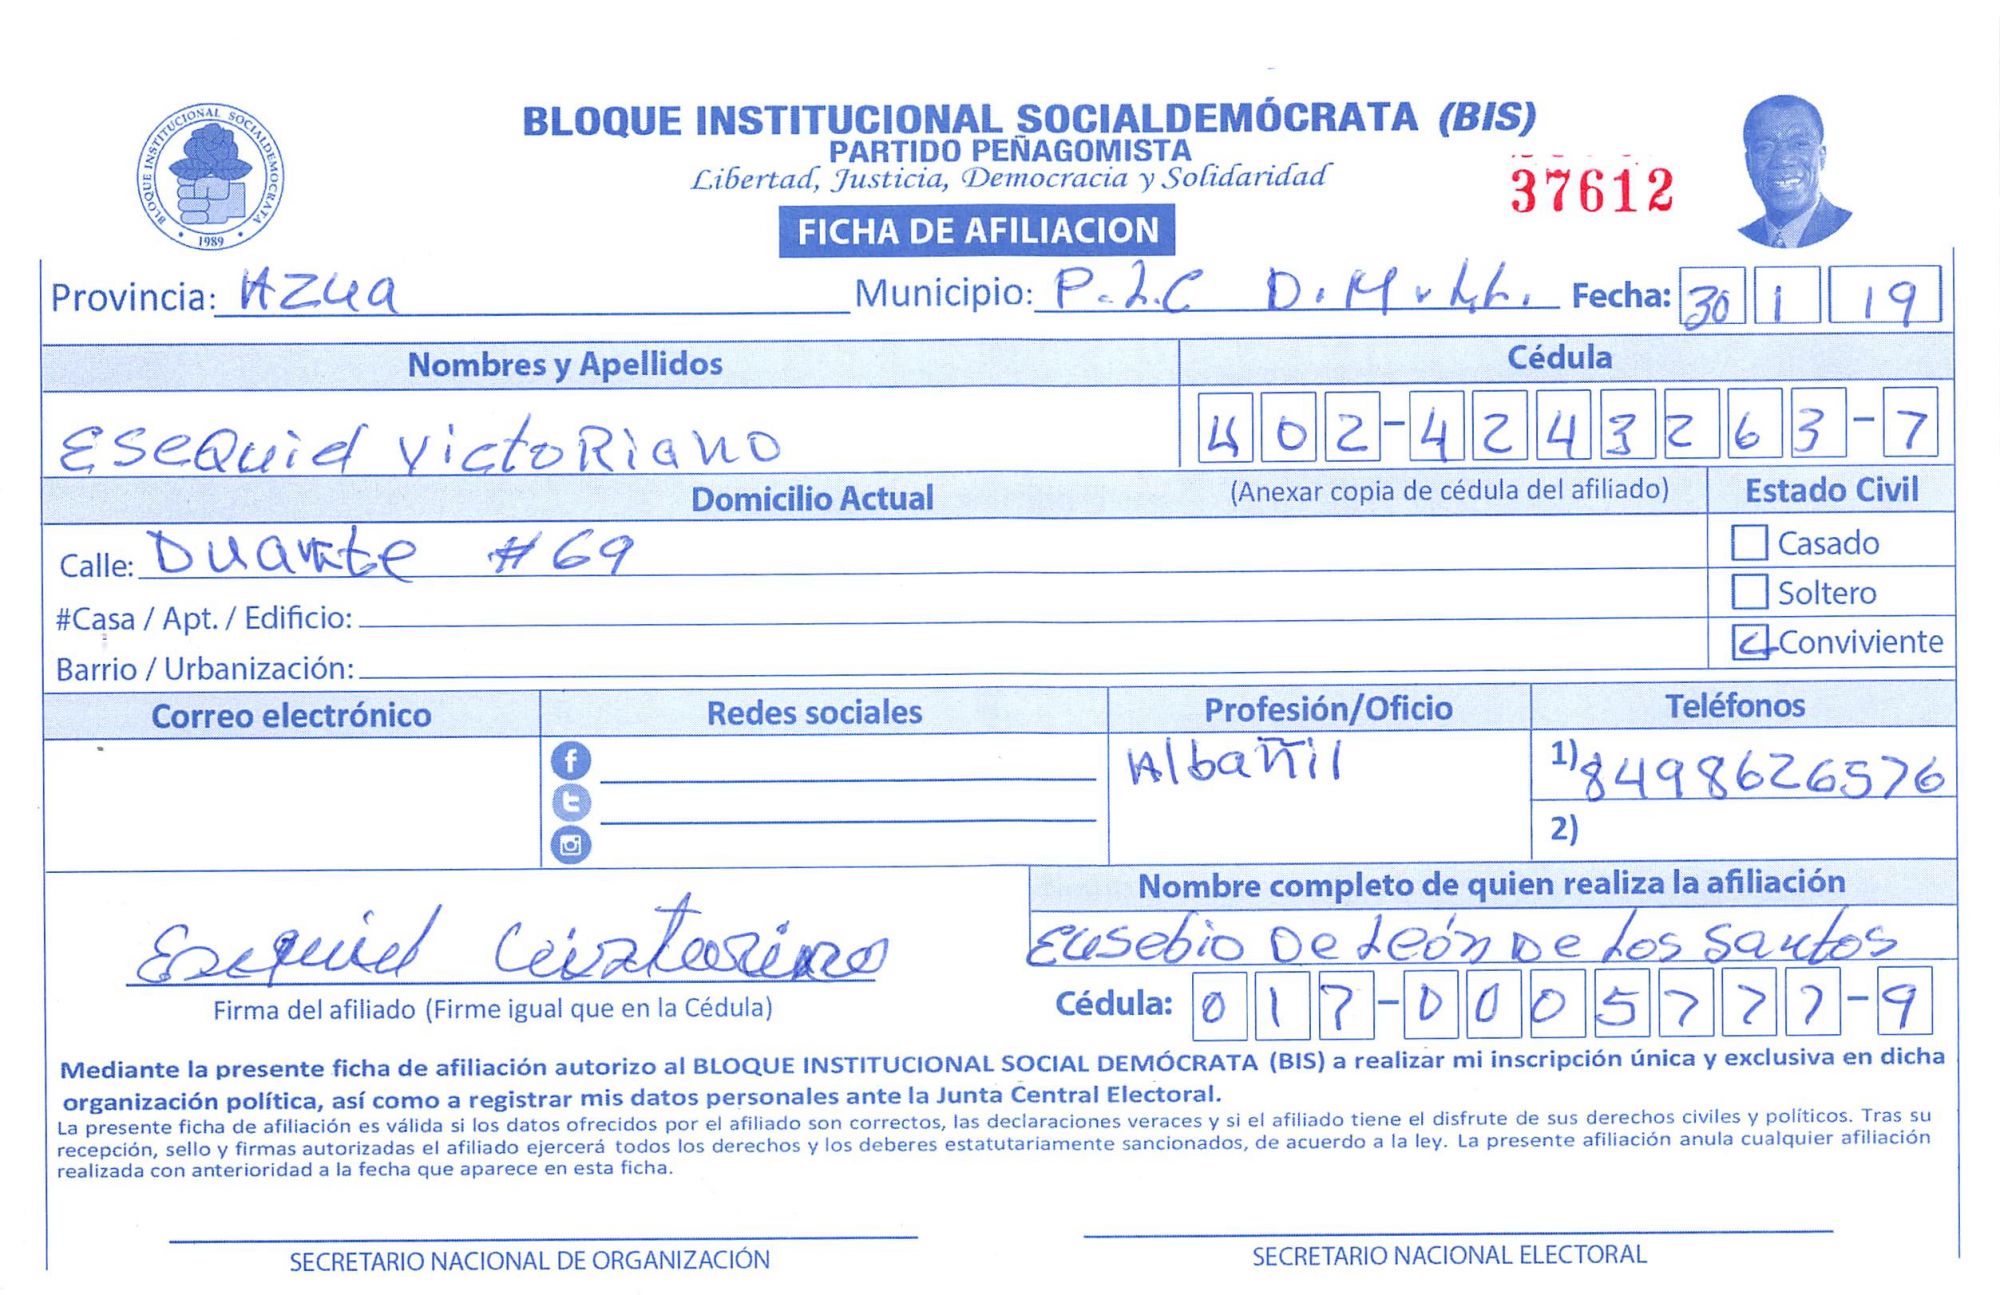 BLOQUE INSTITUCIONAL SOCIALDEMÓCRATA (BIS)
PARTIDO PEÑAGOMISTA
Libertad, Justicia, Democracia y Solidaridad
37612
FICHA DE AFILIACION
BLOQUE INSTITUCIONAL SOCIALDEMOCRATA
1989
Provincia: Azua Municipio: P.L.C D.M. Fecha: 30 1 19
Nombres y Apellidos Cédula
Esequiel Victoriano 402-4243263-7
Domicilio Actual (Anexar copia de cédula del afiliado) Estado Civil
Calle: Duarte #69 Casado
#Casa / Apt. / Edificio: Soltero
Barrio / Urbanización: Conviviente
Correo electrónico Redes sociales Profesión/Oficio Teléfonos
Albañil 1) 8498626576
2)
Nombre completo de quien realiza la afiliación
Esequiel Eusebio De León De Los Santos
Firma del afiliado (Firme igual que en la Cédula) Cédula: 017-0005777-9
Mediante la presente ficha de afiliación autorizo al BLOQUE INSTITUCIONAL SOCIAL DEMÓCRATA (BIS) a realizar mi inscripción única y exclusiva en dicha
organización política, así como a registrar mis datos personales ante la Junta Central Electoral.
La presente ficha de afiliación es válida si los datos ofrecidos por el afiliado son correctos, las declaraciones veraces y si el afiliado tiene el disfrute de sus derechos civiles y políticos. Tras su
recepción, sello y firmas autorizadas el afiliado ejercerá todos los derechos y los deberes estatutariamente sancionados, de acuerdo a la ley. La presente afiliación anula cualquier afiliación
realizada con anterioridad a la fecha que aparece en esta ficha.
SECRETARIO NACIONAL DE ORGANIZACIÓN SECRETARIO NACIONAL ELECTORAL